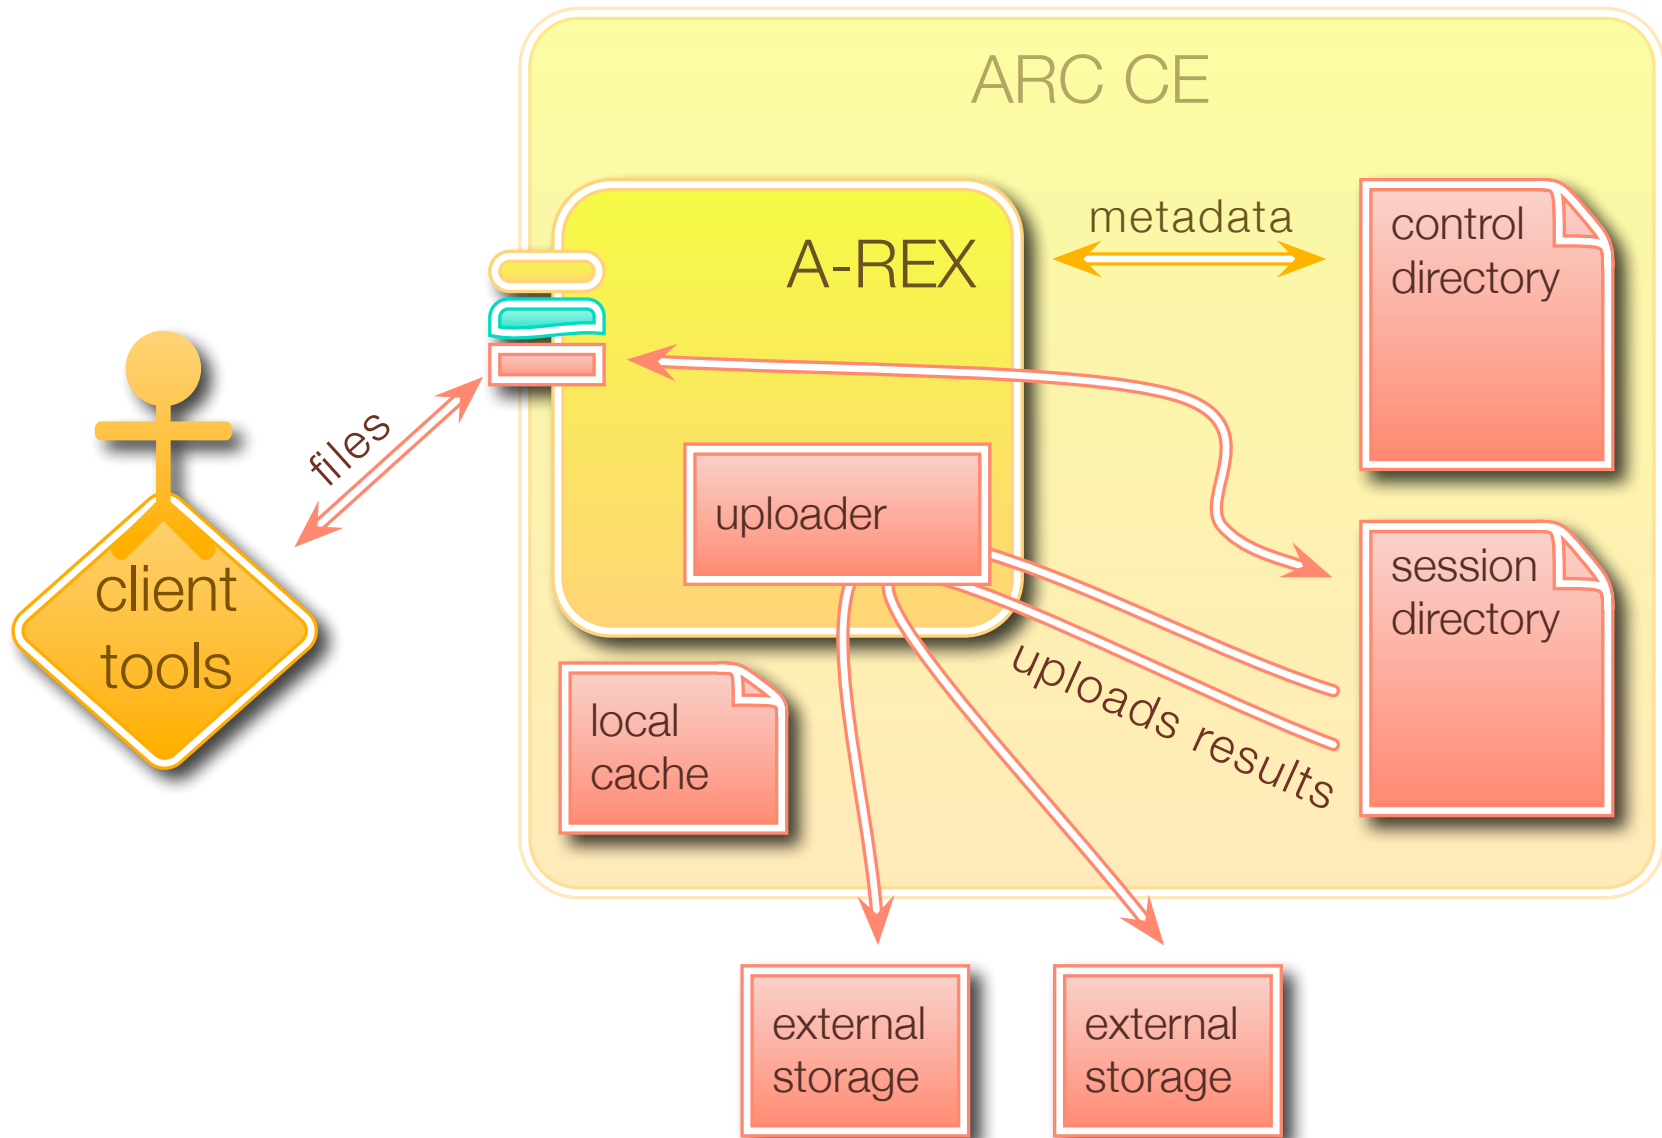 ARC CE
A-REX
metadata
control
directory
files
uploader
client
tools
session
directory
uploads results
local
cache
external
storage
external
storage